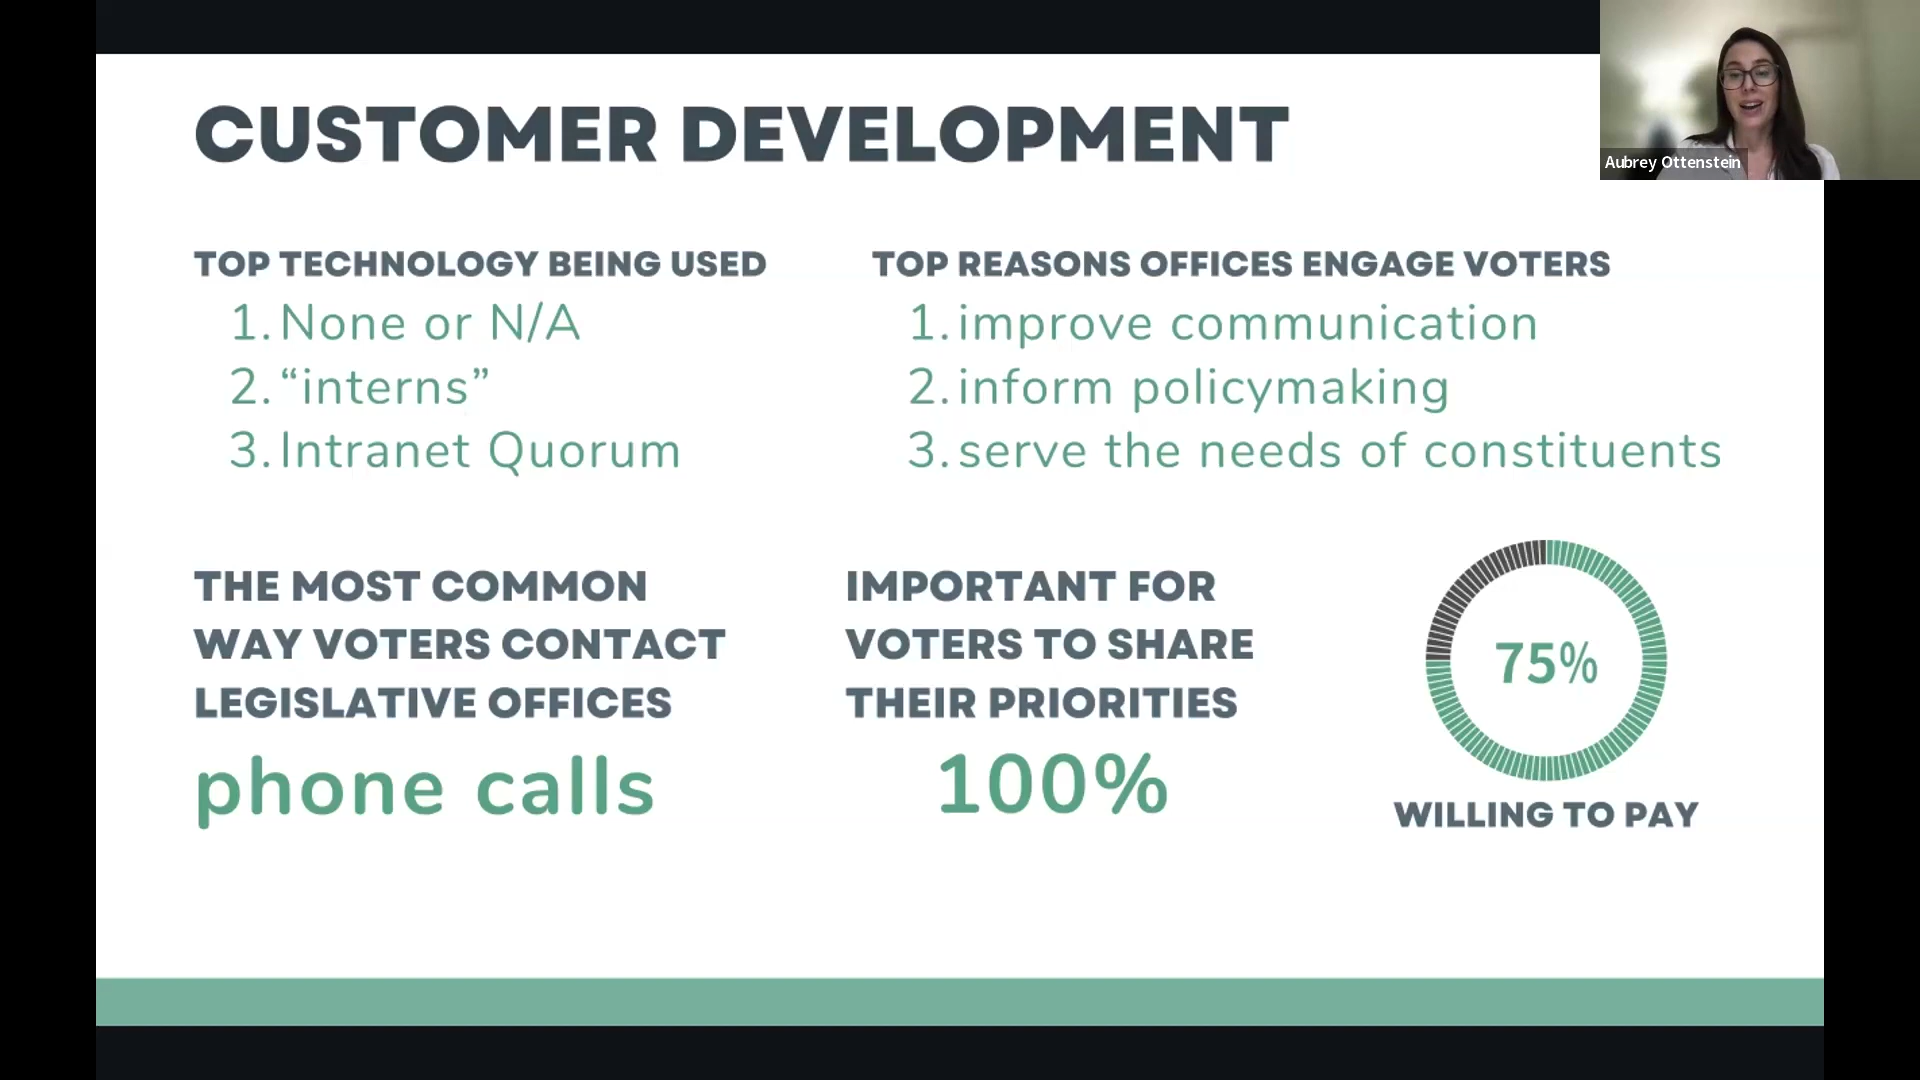 CUSTOMER DEVELOPMENT
Aubrey Ottenstein
TOP TECHNOLOGY BEING USED
1. None or N/A
2. “interns”
3. Intranet Quorum
TOP REASONS OFFICES ENGAGE VOTERS
1. improve communication
2. inform policymaking
3. serve the needs of constituents
THE MOST COMMON
WAY VOTERS CONTACT
LEGISLATIVE OFFICES
phone calls
IMPORTANT FOR
VOTERS TO SHARE
THEIR PRIORITIES
100%
75%
WILLING TO PAY